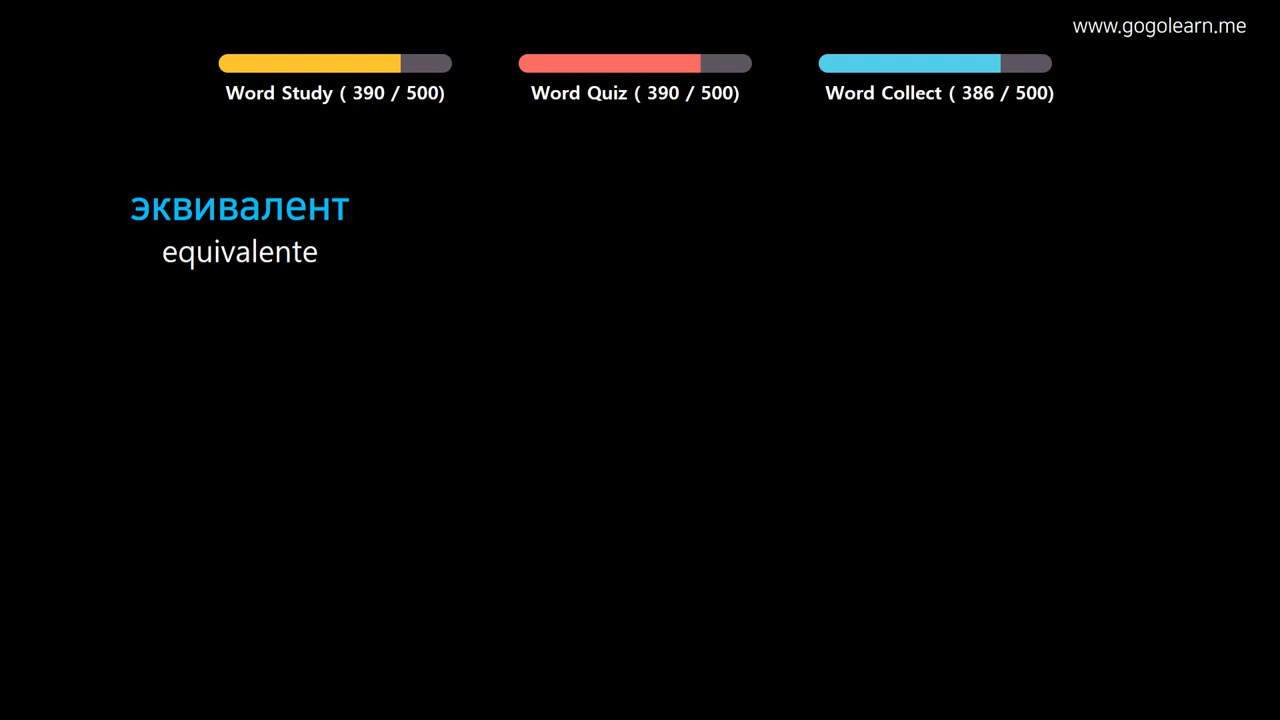 www.gogolearn.me
Word Study ( 390 / 500)
Word Quiz ( 390 / 500)
Word Collect ( 386 / 500)
эквивалент
equivalente